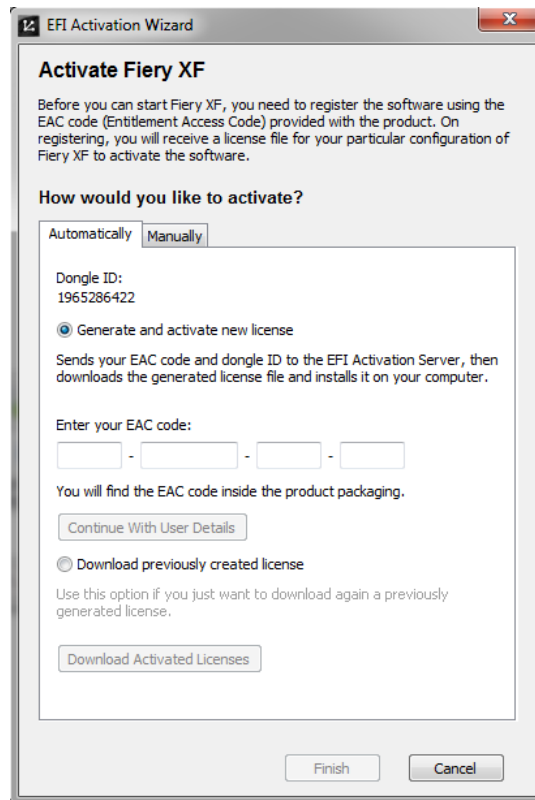 EFI Activation Wizard
Activate Fiery XF
Before you can start Fiery XF, you need to register the software using the
EAC code (Entitlement Access Code) provided with the product. On
registering, you will receive a license file for your particular configuration of
Fiery XF to activate the software.
How would you like to activate?
Automatically Manually
Dongle ID:
1965286422
Generate and activate new license
Sends your EAC code and dongle ID to the EFI Activation Server, then
downloads the generated license file and installs it on your computer.
Enter your EAC code:
- - -
You will find the EAC code inside the product packaging.
Continue With User Details
Download previously created license
Use this option if you just want to download again a previously
generated license.
Download Activated Licenses
Finish Cancel